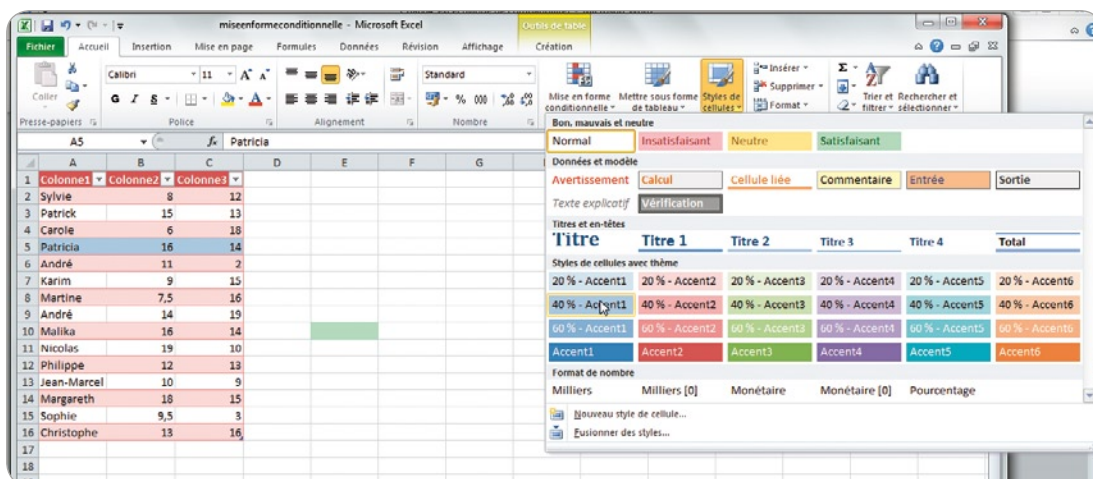 miseenformeconditionnelle - Microsoft Excel
Outils de table
Fichier Accueil Insertion Mise en page Formules Données Révision Affichage Création
Coller
Calibri 11
G I S
Standard
% 000
Mise en forme conditionnelle
Mettre sous forme de tableau
Styles de cellules
Insérer
Supprimer
Format
Trier et filtrer
Rechercher et sélectionner
Presse-papiers Police Alignement Nombre
A5 fx Patricia
A B C D E F G
1 Colonne1 Colonne2 Colonne3
2 Sylvie 8 12
3 Patrick 15 13
4 Carole 6 18
5 Patricia 16 14
6 André 11 2
7 Karim 9 15
8 Martine 7,5 16
9 André 14 19
10 Malika 16 14
11 Nicolas 19 10
12 Philippe 12 13
13 Jean-Marcel 10 9
14 Margareth 18 15
15 Sophie 9,5 3
16 Christophe 13 16
17
18
Bon, mauvais et neutre
Normal Insatisfaisant Neutre Satisfaisant
Données et modèle
Avertissement Calcul Cellule liée Commentaire Entrée Sortie
Texte explicatif Vérification
Titres et en-têtes
Titre Titre 1 Titre 2 Titre 3 Titre 4 Total
Styles de cellules avec thème
20 % - Accent1 20 % - Accent2 20 % - Accent3 20 % - Accent4 20 % - Accent5 20 % - Accent6
40 % - Accent1 40 % - Accent2 40 % - Accent3 40 % - Accent4 40 % - Accent5 40 % - Accent6
60 % - Accent1 60 % - Accent2 60 % - Accent3 60 % - Accent4 60 % - Accent5 60 % - Accent6
Accent1 Accent2 Accent3 Accent4 Accent5 Accent6
Format de nombre
Milliers Milliers [0] Monétaire Monétaire [0] Pourcentage
Nouveau style de cellule...
Fusionner des styles...